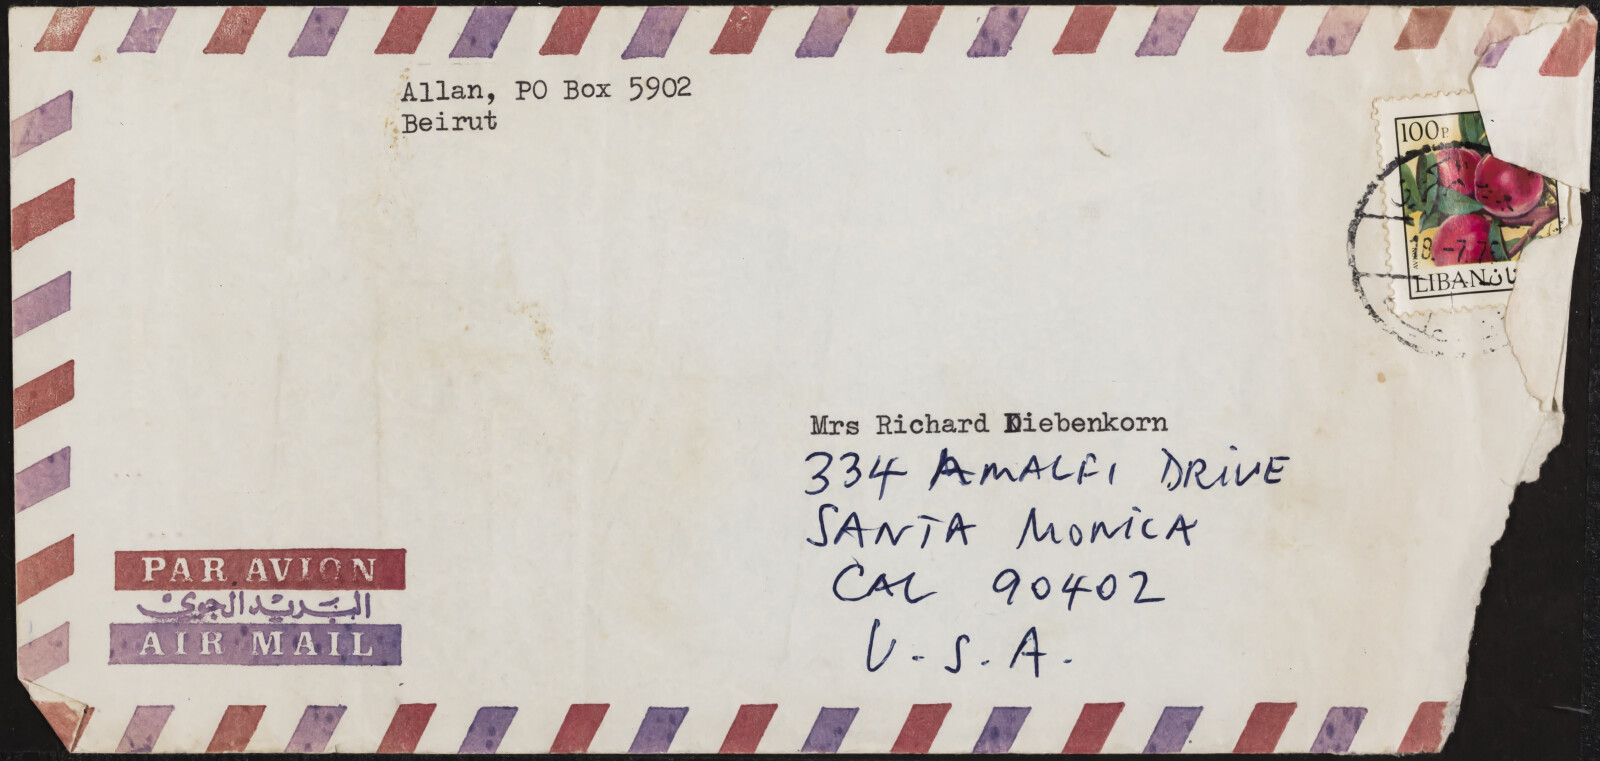 Allan, PO Box 5902
Beirut
100P.
LIBAN لبنان
Mrs Richard Diebenkorn
334 AMALFI DRIVE
SANTA MONICA
CAL 90402
U.S.A.
PAR AVION
البريد الجوي
AIR MAIL